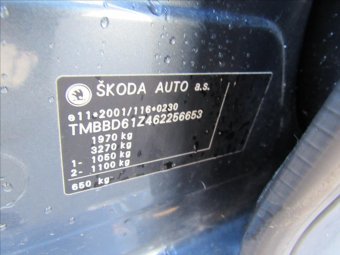 ŠKODA AUTO a.s.
e11*2001/116*0230
TMBBD61Z462256653
1970 kg
3270 kg
1- 1050 kg
2- 1100 kg
650 kg